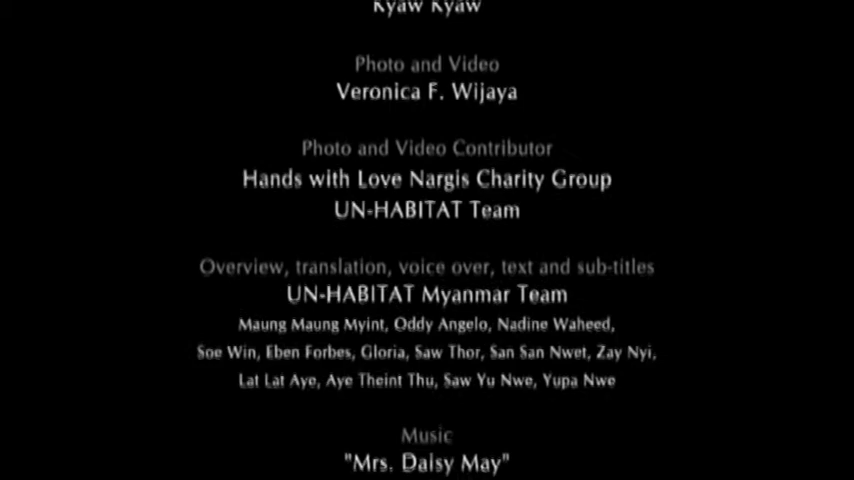 Kyaw Kyaw
Photo and Video
Veronica F. Wijaya
Photo and Video Contributor
Hands with Love Nargis Charity Group
UN-HABITAT Team
Overview, translation, voice over, text and sub-titles
UN-HABITAT Myanmar Team
Maung Maung Myint, Oddy Angelo, Nadine Waheed,
Soe Win, Eben Forbes, Gloria, Saw Thor, San San Nwet, Zay Nyi,
Lat Lat Aye, Aye Theint Thu, Saw Yu Nwe, Yupa Nwe
Music
"Mrs. Daisy May"